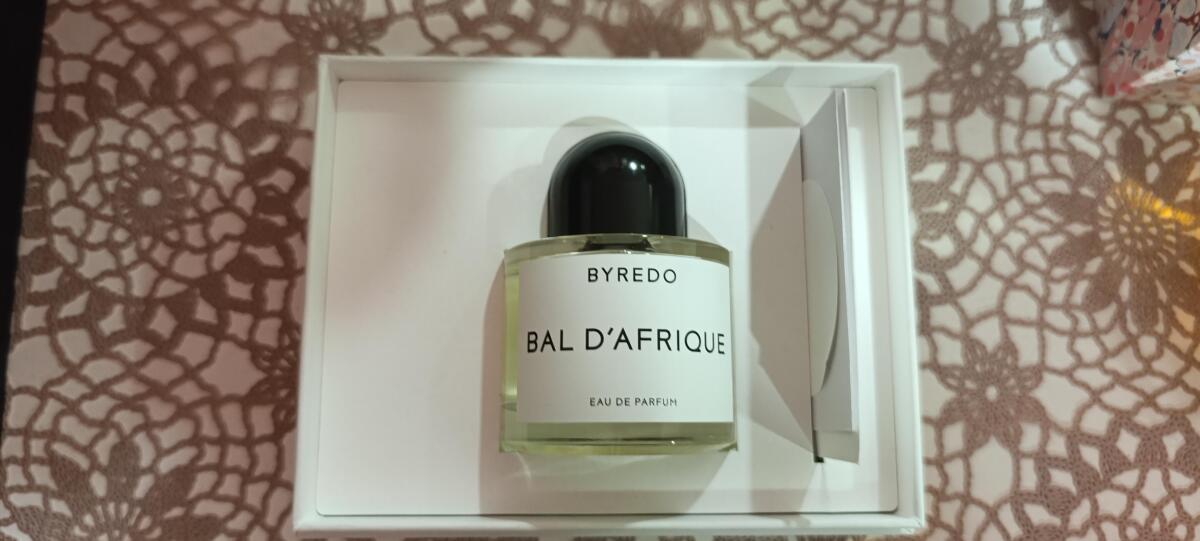 BYREDO
BAL D'AFRIQUE
EAU DE PARFUM